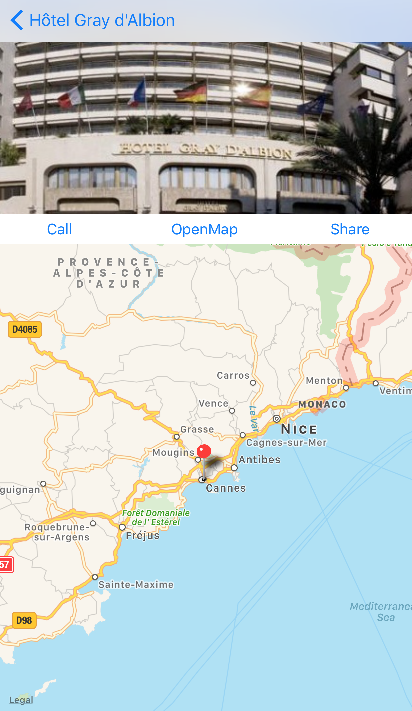 Hôtel Gray d'Albion
HOTEL GRAY D'ALBION
Call
OpenMap
Share
PROVENCE-
ALPES-CÔTE
D'AZUR
D4085
Carros
Menton
Ventim
MONACO
Vence
Le Var
NICE
Grasse
Cagnes-sur-Mer
Mougins
Antibes
Cannes
guignan
Forêt Domaniale
de l'Estérel
Roquebrune-
sur-Argens
Fréjus
57
Sainte-Maxime
Mediterranea
Sea
D98
Legal